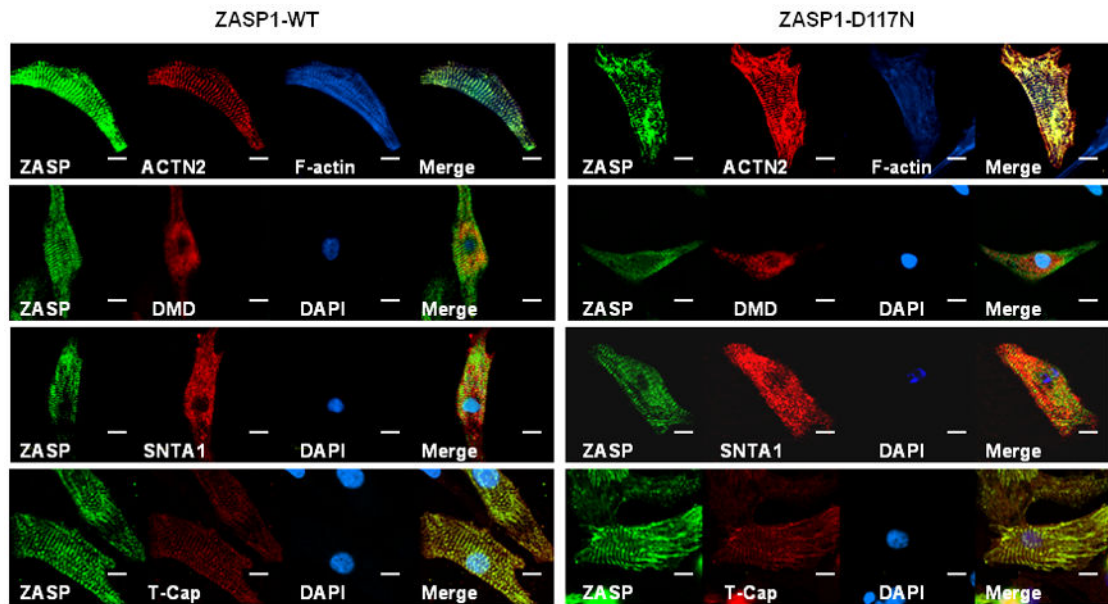 ZASP1-WT
ZASP1-D117N
ZASP ACTN2 F-actin Merge
ZASP ACTN2 F-actin Merge
ZASP DMD DAPI Merge
ZASP DMD DAPI Merge
ZASP SNTA1 DAPI Merge
ZASP SNTA1 DAPI Merge
ZASP T-Cap DAPI Merge
ZASP T-Cap DAPI Merge